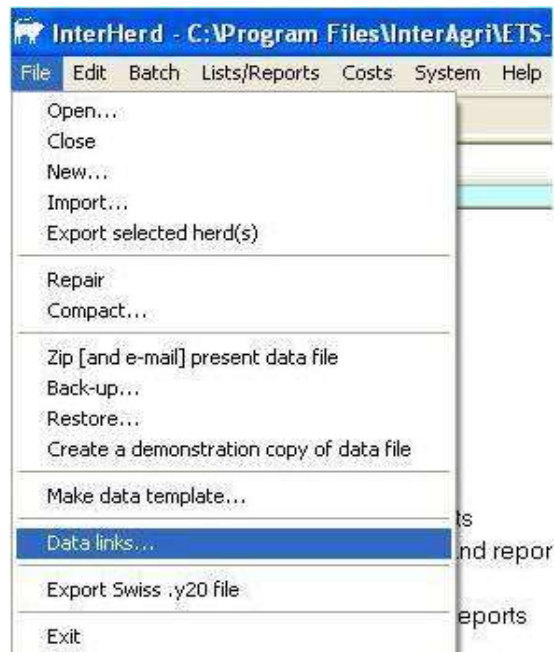 InterHerd - C:\Program Files\InterAgri\ETS-
File Edit Batch Lists/Reports Costs System Help
Open...
Close
New...
Import...
Export selected herd(s)
Repair
Compact...
Zip [and e-mail] present data file
Back-up...
Restore...
Create a demonstration copy of data file
Make data template...
ts
Data links...
nd repor
Export Swiss .y20 file
eports
Exit